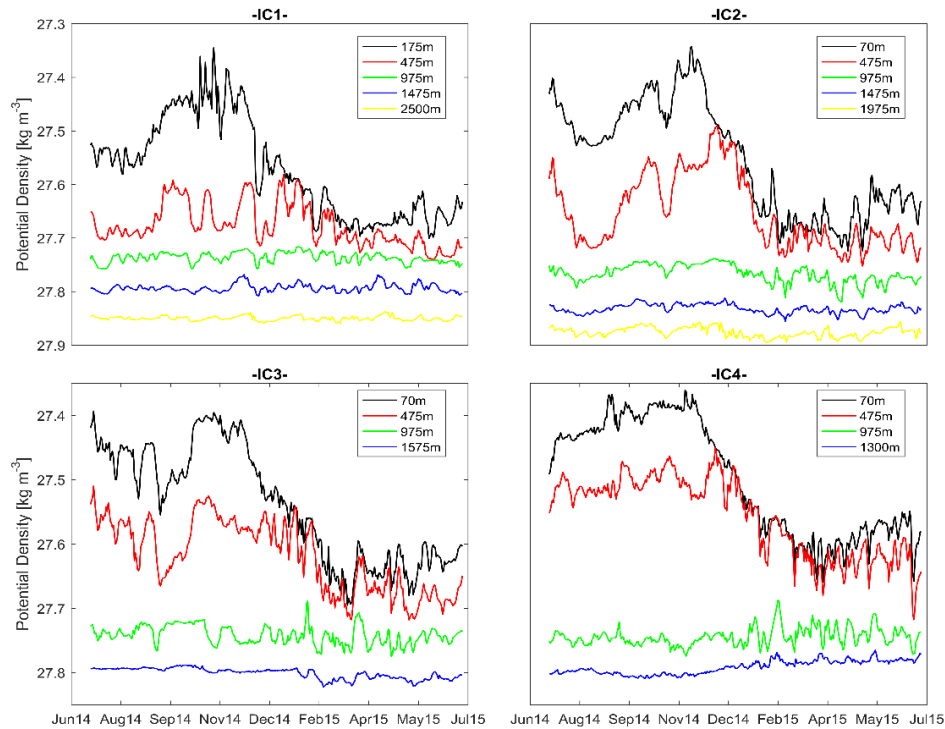 -IC1-
27.3
27.4
27.5
27.6
27.7
27.8
27.9
Potential Density [kg m⁻³]
175m
475m
975m
1475m
2500m
Jun14 Aug14 Sep14 Nov14 Dec14 Feb15 Apr15 May15 Jul15
-IC2-
70m
475m
975m
1475m
1975m
-IC3-
27.4
27.5
27.6
27.7
27.8
Potential Density [kg m⁻³]
70m
475m
975m
1575m
Jun14 Aug14 Sep14 Nov14 Dec14 Feb15 Apr15 May15 Jul15
-IC4-
70m
475m
975m
1300m